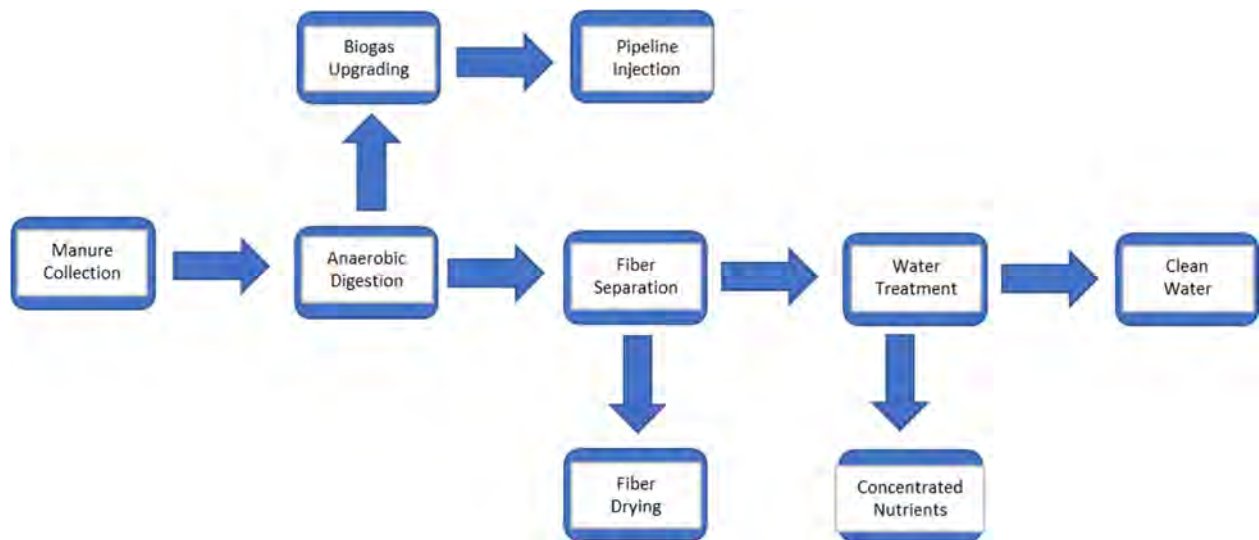 Biogas
Upgrading
Pipeline
Injection
Manure
Collection
Anaerobic
Digestion
Fiber
Separation
Water
Treatment
Clean
Water
Fiber
Drying
Concentrated
Nutrients